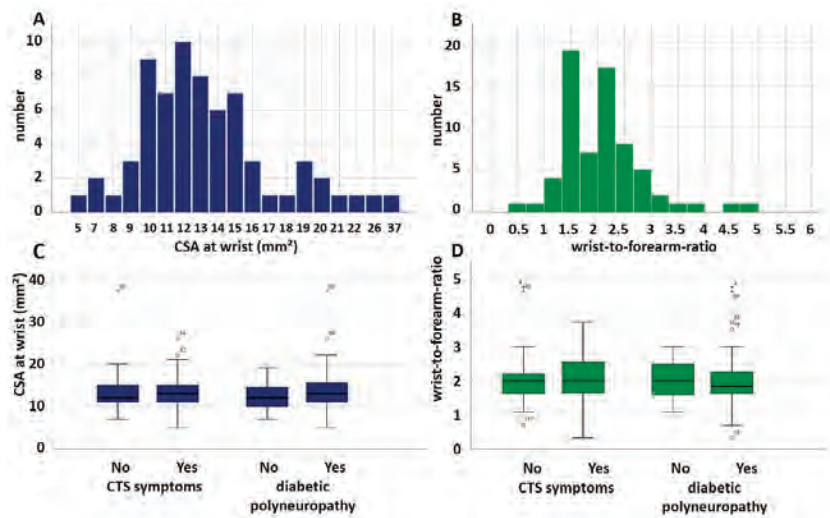 A
number
10
8
6
4
2
0
5 7 8 9 10 11 12 13 14 15 16 17 18 19 20 21 22 26 37
CSA at wrist (mm²)
B
number
20
15
10
5
0
0 0.5 1 1.5 2 2.5 3 3.5 4 4.5 5 5.5 6
wrist-to-forearm-ratio
C
CSA at wrist (mm²)
40
30
20
10
0
No Yes No Yes
CTS symptoms diabetic
polyneuropathy
D
wrist-to-forearm-ratio
5
4
3
2
1
0
No Yes No Yes
CTS symptoms diabetic
polyneuropathy